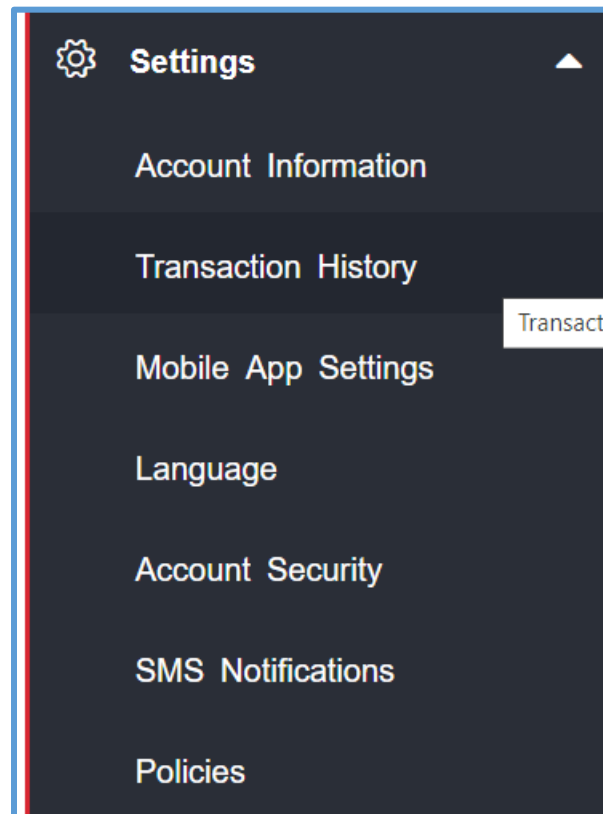 Settings
Account Information
Transaction History
Transact
Mobile App Settings
Language
Account Security
SMS Notifications
Policies